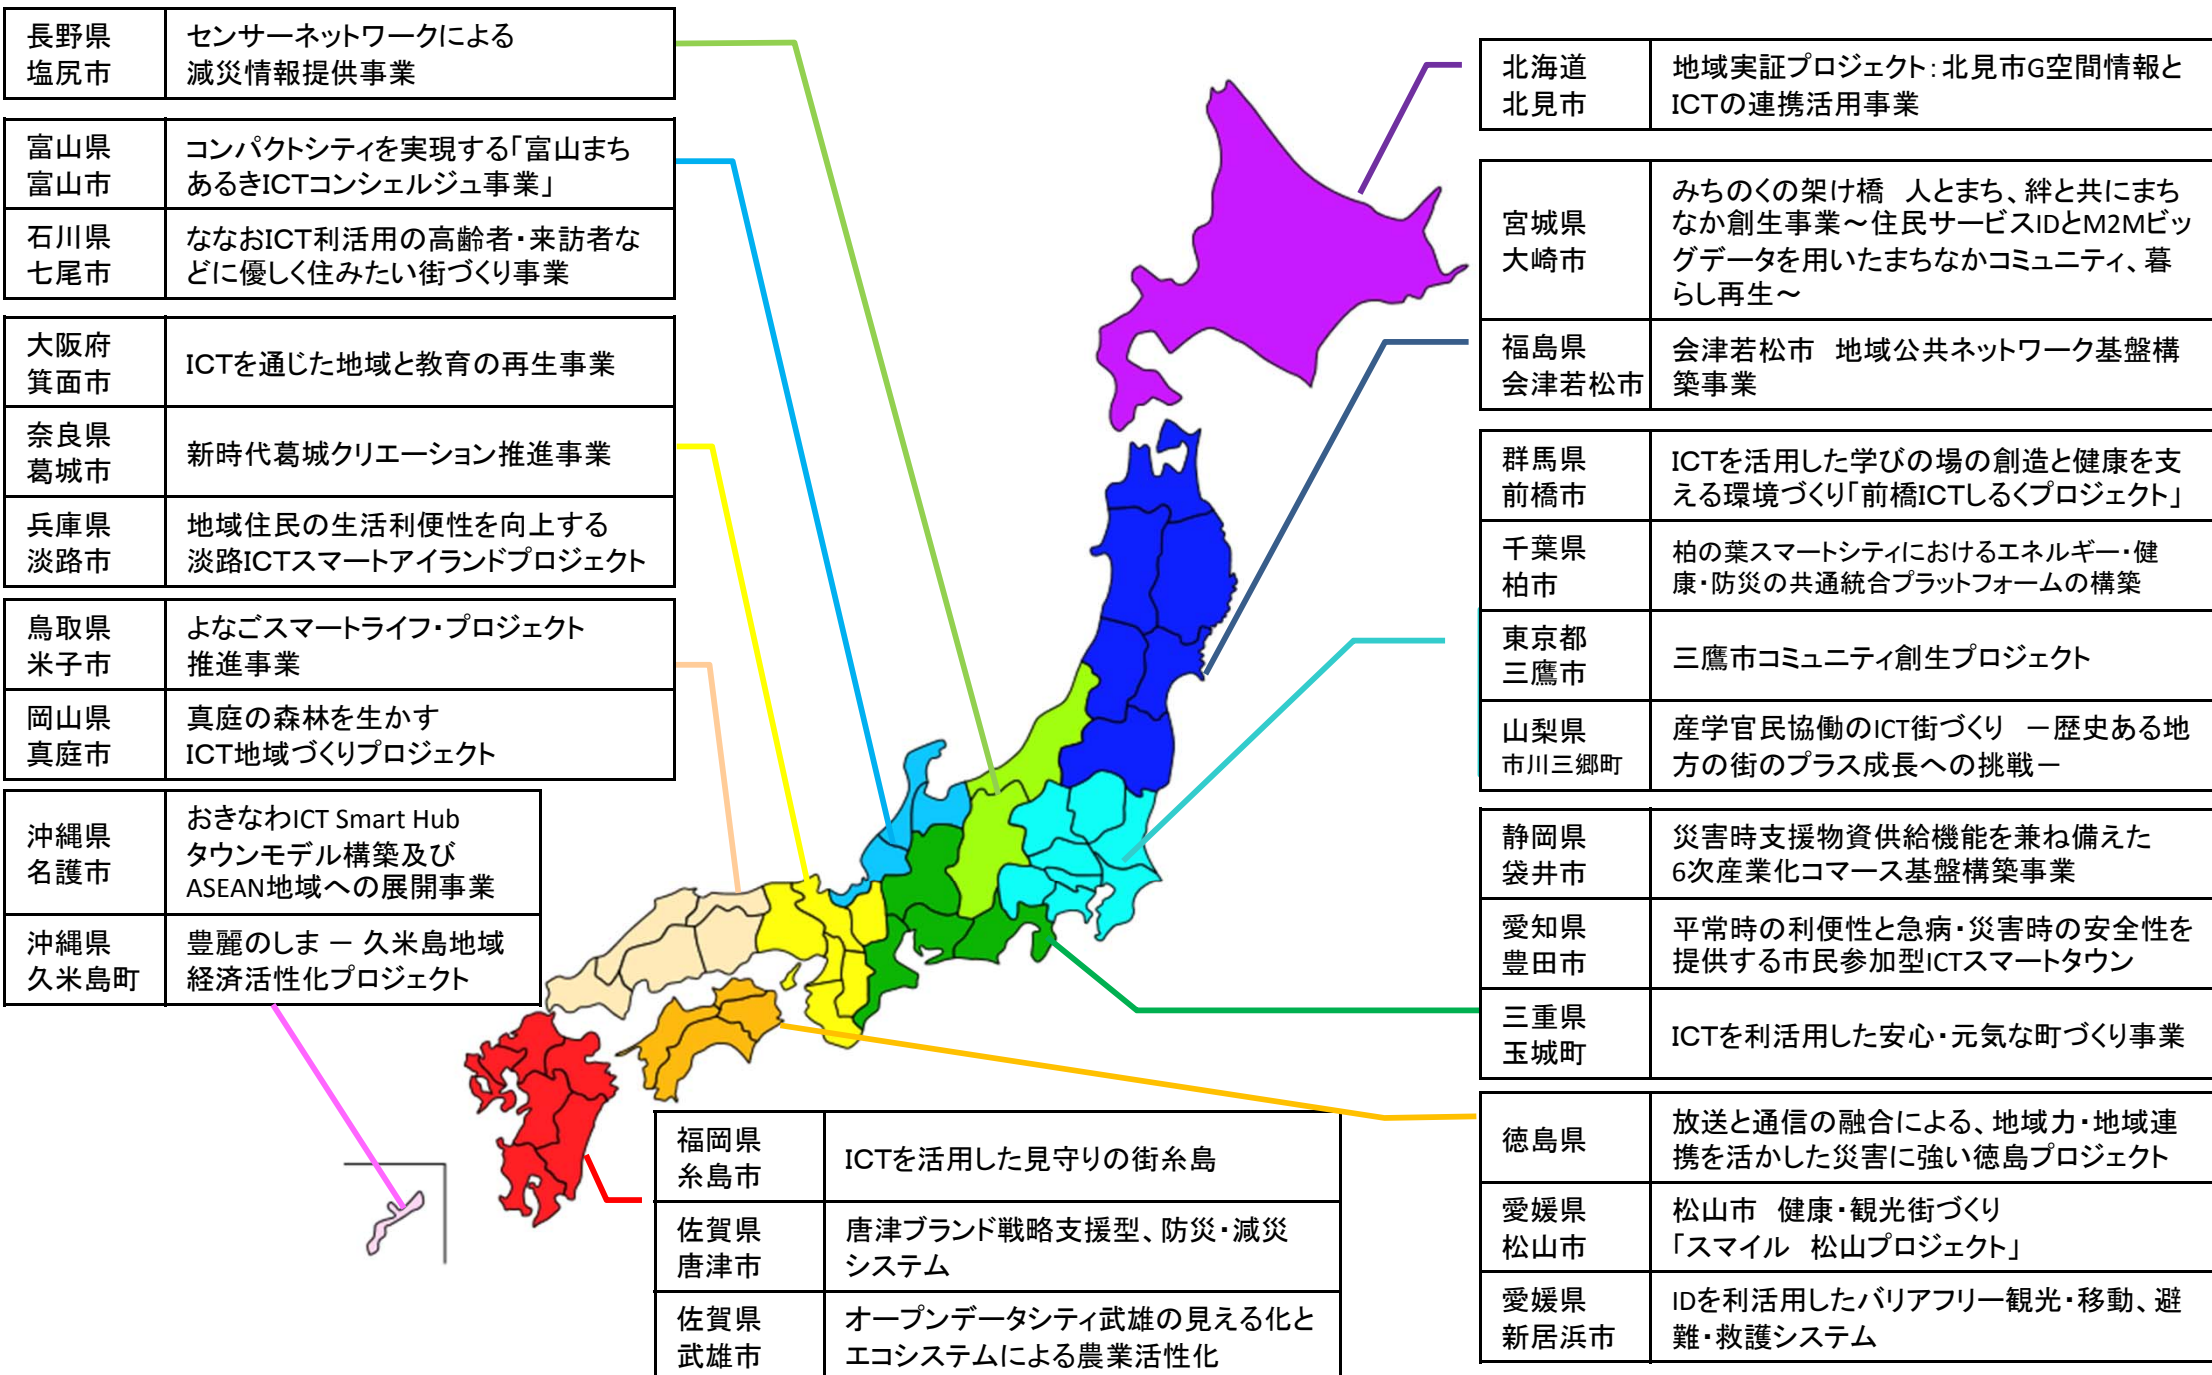 長野県
塩尻市
センサーネットワークによる
減災情報提供事業
富山県
富山市
コンパクトシティを実現する「富山まち
あるきICTコンシェルジュ事業」
石川県
七尾市
ななおICT利活用の高齢者・来訪者な
どに優しく住みたい街づくり事業
大阪府
箕面市
ICTを通じた地域と教育の再生事業
奈良県
葛城市
新時代葛城クリエーション推進事業
兵庫県
淡路市
地域住民の生活利便性を向上する
淡路ICTスマートアイランドプロジェクト
鳥取県
米子市
よなごスマートライフ・プロジェクト
推進事業
岡山県
真庭市
真庭の森林を生かす
ICT地域づくりプロジェクト
沖縄県
名護市
おきなわICT Smart Hub
タウンモデル構築及び
ASEAN地域への展開事業
沖縄県
久米島町
豊麗のしま － 久米島地域
経済活性化プロジェクト
福岡県
糸島市
ICTを活用した見守りの街糸島
佐賀県
唐津市
唐津ブランド戦略支援型、防災・減災
システム
佐賀県
武雄市
オープンデータシティ武雄の見える化と
エコシステムによる農業活性化
北海道
北見市
地域実証プロジェクト：北見市G空間情報と
ICTの連携活用事業
宮城県
大崎市
みちのくの架け橋　人とまち、絆と共にまち
なか創生事業～住民サービスIDとM2Mビッ
グデータを用いたまちなかコミュニティ、暮
らし再生～
福島県
会津若松市
会津若松市　地域公共ネットワーク基盤構
築事業
群馬県
前橋市
ICTを活用した学びの場の創造と健康を支
える環境づくり「前橋ICTしるくプロジェクト」
千葉県
柏市
柏の葉スマートシティにおけるエネルギー・健
康・防災の共通統合プラットフォームの構築
東京都
三鷹市
三鷹市コミュニティ創生プロジェクト
山梨県
市川三郷町
産学官民協働のICT街づくり　－歴史ある地
方の街のプラス成長への挑戦－
静岡県
袋井市
災害時支援物資供給機能を兼ね備えた
6次産業化コマース基盤構築事業
愛知県
豊田市
平常時の利便性と急病・災害時の安全性を
提供する市民参加型ICTスマートタウン
三重県
玉城町
ICTを利活用した安心・元気な町づくり事業
徳島県
放送と通信の融合による、地域力・地域連
携を活かした災害に強い徳島プロジェクト
愛媛県
松山市
松山市　健康・観光街づくり
「スマイル　松山プロジェクト」
愛媛県
新居浜市
IDを利活用したバリアフリー観光・移動、避
難・救護システム